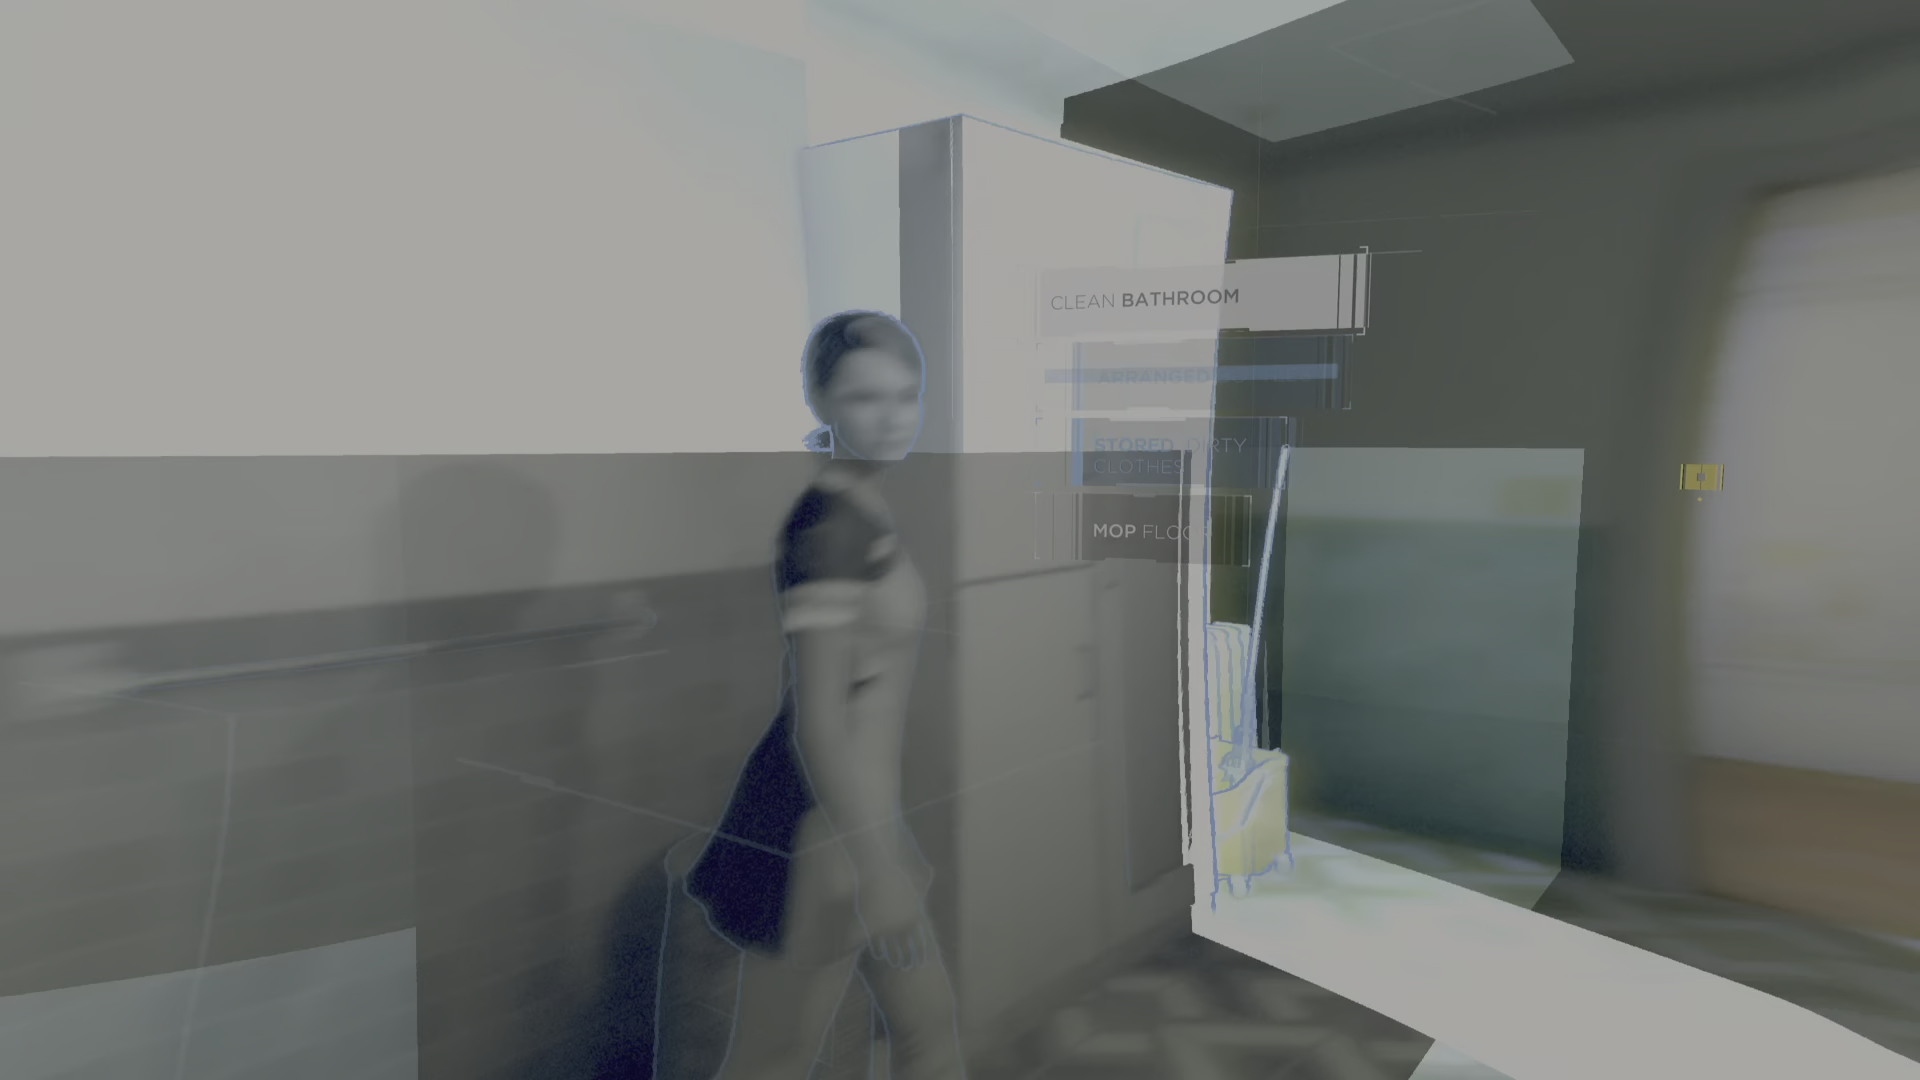 CLEAN BATHROOM
ARRANGED
STORED DIRTY
CLOTHES
MOP FLOOR